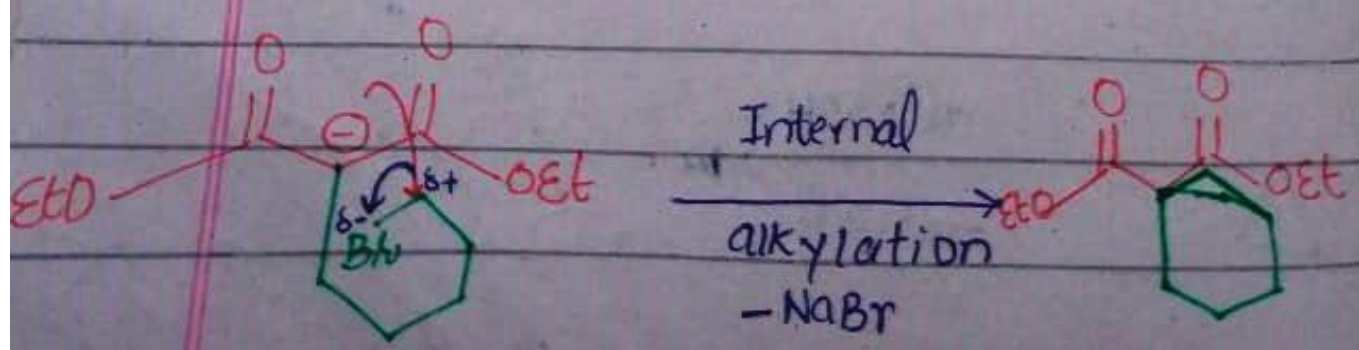 O O O O
⊖
EtO OEt δ+ δ- Br
Internal
alkylation
-NaBr
EtO OEt